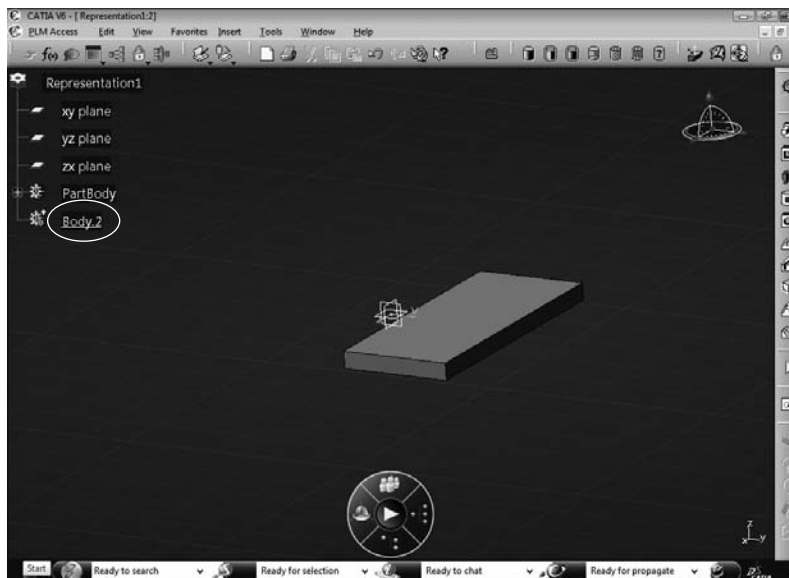 CATIA V6 - [ Representation1:2]
PLM Access Edit View Favorites Insert Tools Window Help
f(x)
Representation1
xy plane
yz plane
zx plane
PartBody
Body.2
y
z
x y
Start Ready to search Ready for selection Ready to chat Ready for propagate
CATIA